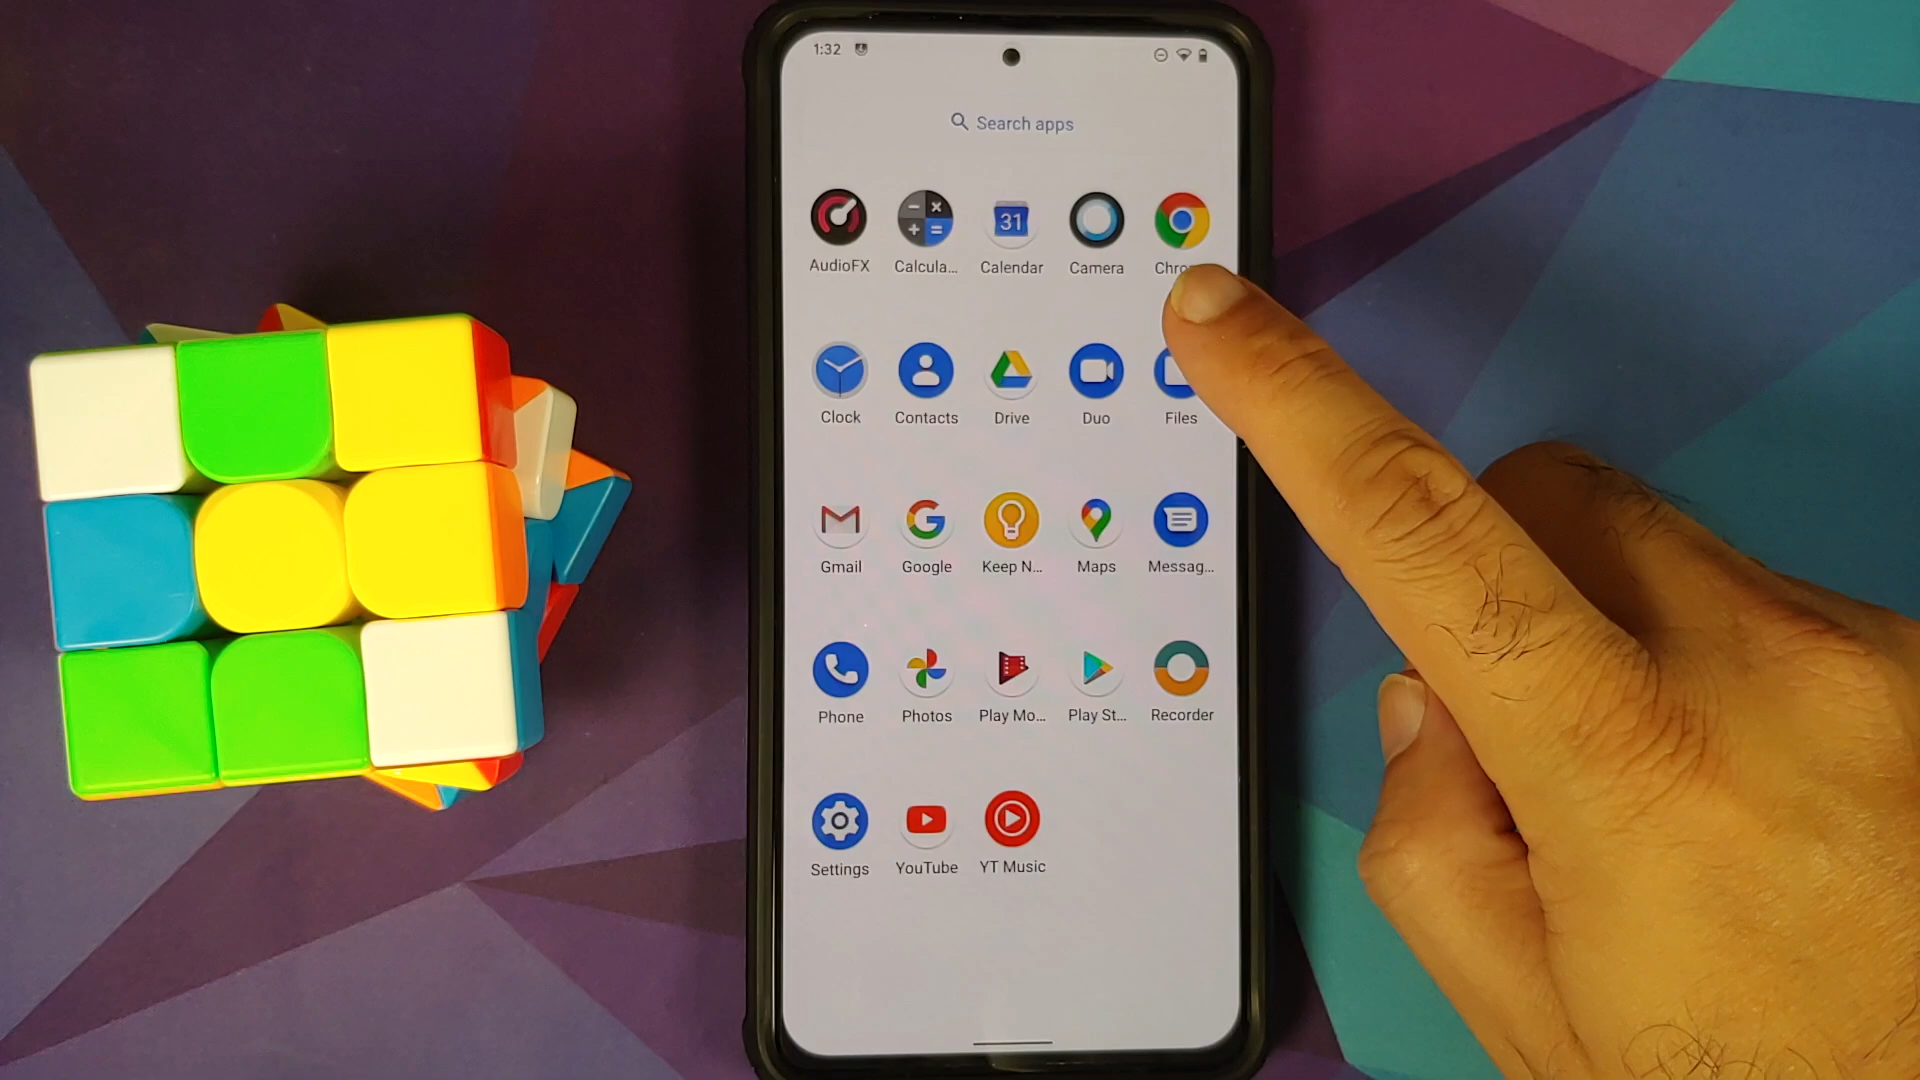 1:32
Search apps
AudioFX Calcula... Calendar Camera Chro
31
Clock Contacts Drive Duo Files
Gmail Google Keep N... Maps Messag...
Phone Photos Play Mo... Play St... Recorder
Settings YouTube YT Music